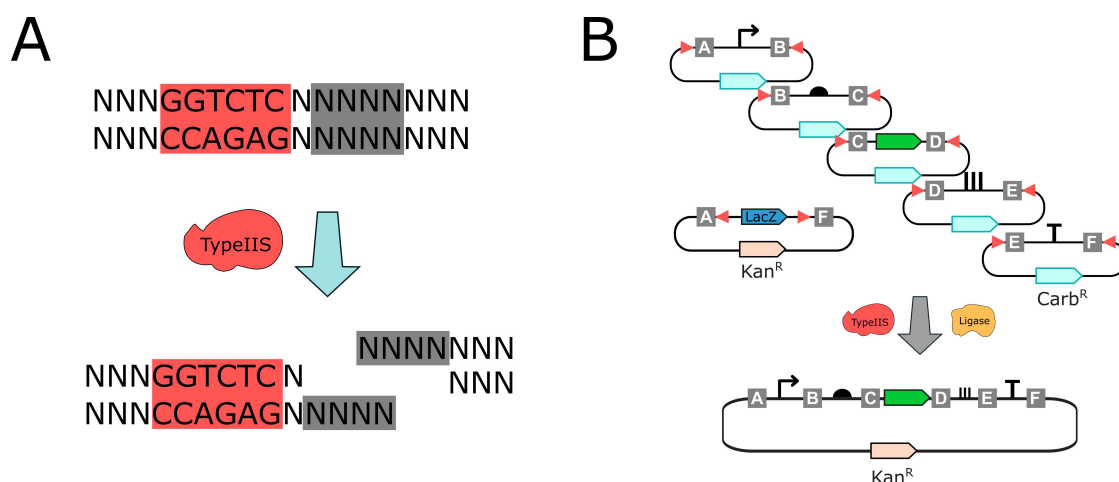 A
NNNGGTCTCNNNNNNNN
NNNCCAGAGNNNNNNNN
TypeIIS
NNNNNNN
NNNGGTCTCN
NNN
NNNCCAGAGNNNNN
B
A B
B C
C D
D E
A LacZ F
E F
Kan^R
Carb^R
TypeIIS
Ligase
A B C D E F
Kan^R